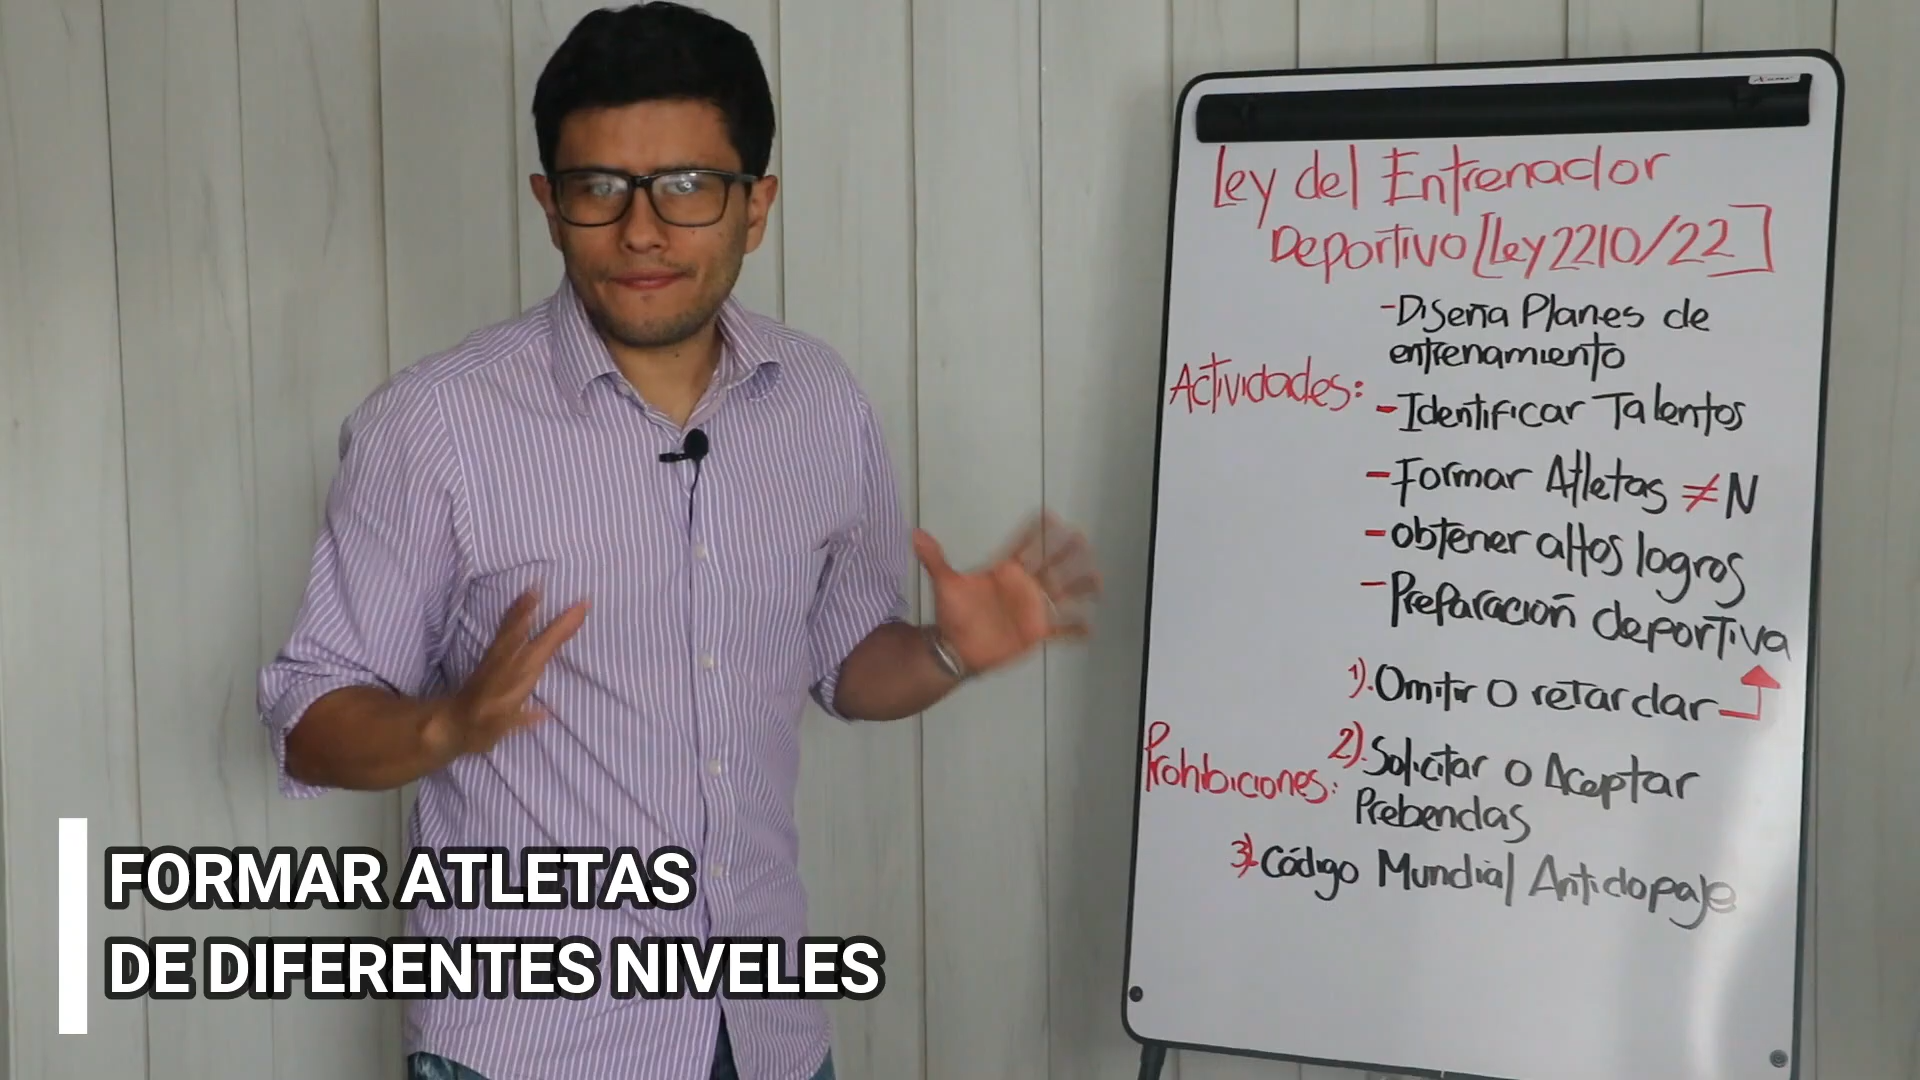 Ley del Entrenador
Deportivo [Ley 2210/22]
Actividades:
-Diseña Planes de
entrenamiento
-Identificar Talentos
-Formar Atletas ≠ N
-obtener altos logros
-Preparación deportiva
Prohibiciones:
1).Omitir o retardar
2).Solicitar o Aceptar
Prebendas
3).Código Mundial Antidopaje
FORMAR ATLETAS
DE DIFERENTES NIVELES